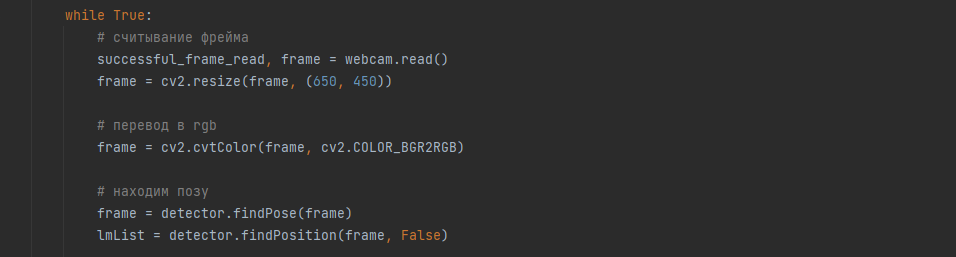 while True:
# считывание фрейма
successful_frame_read, frame = webcam.read()
frame = cv2.resize(frame, (650, 450))
# перевод в rgb
frame = cv2.cvtColor(frame, cv2.COLOR_BGR2RGB)
# находим позу
frame = detector.findPose(frame)
lmList = detector.findPosition(frame, False)